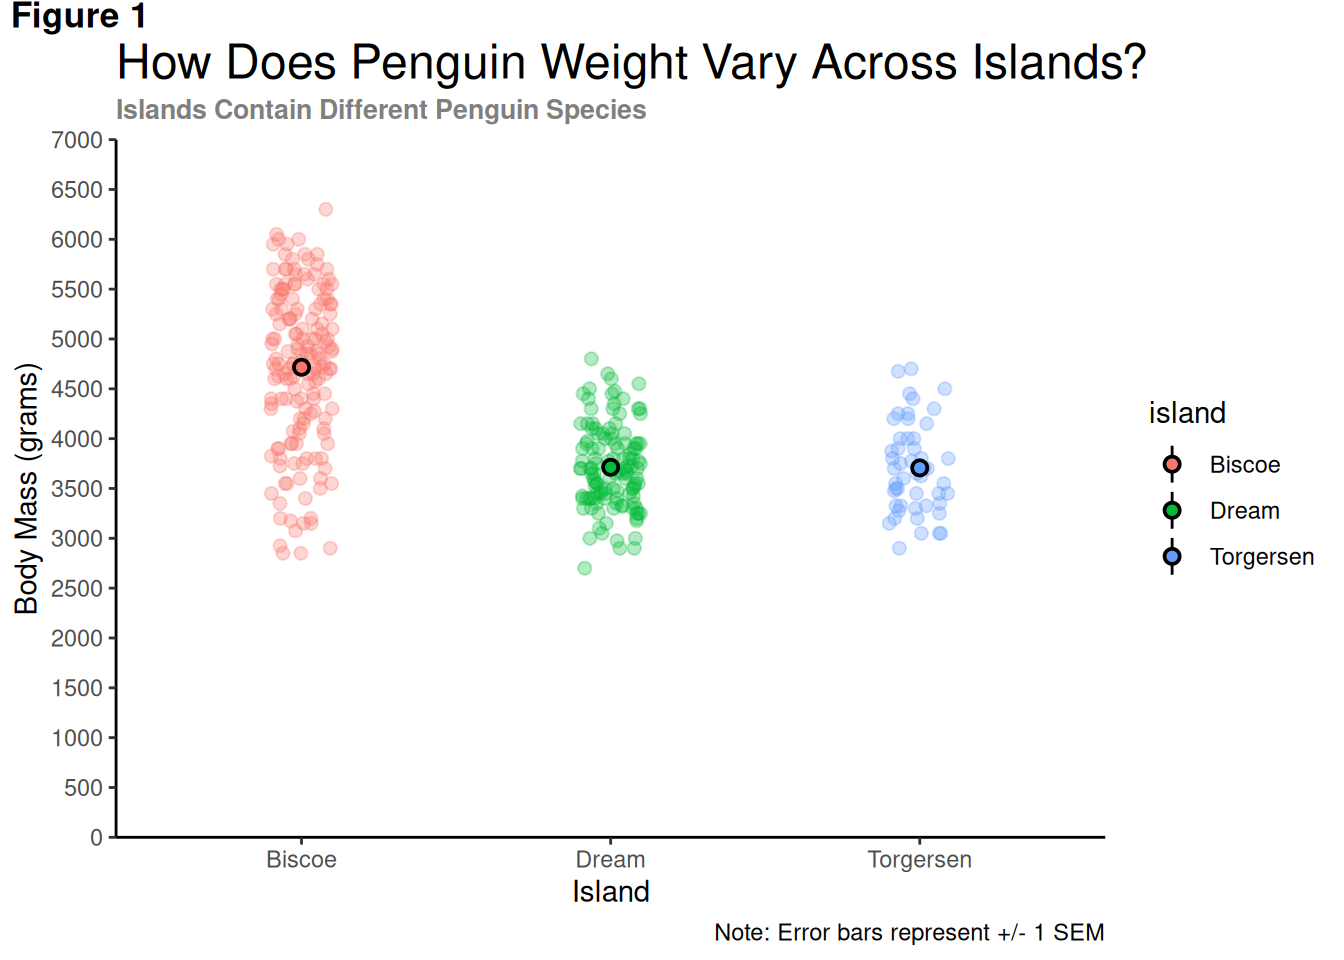 Figure 1
How Does Penguin Weight Vary Across Islands?
Islands Contain Different Penguin Species
7000
6500
6000
5500
5000
4500
4000
3500
3000
2500
2000
1500
1000
500
0
Body Mass (grams)
Biscoe
Dream
Torgersen
Island
island
Biscoe
Dream
Torgersen
Note: Error bars represent +/- 1 SEM